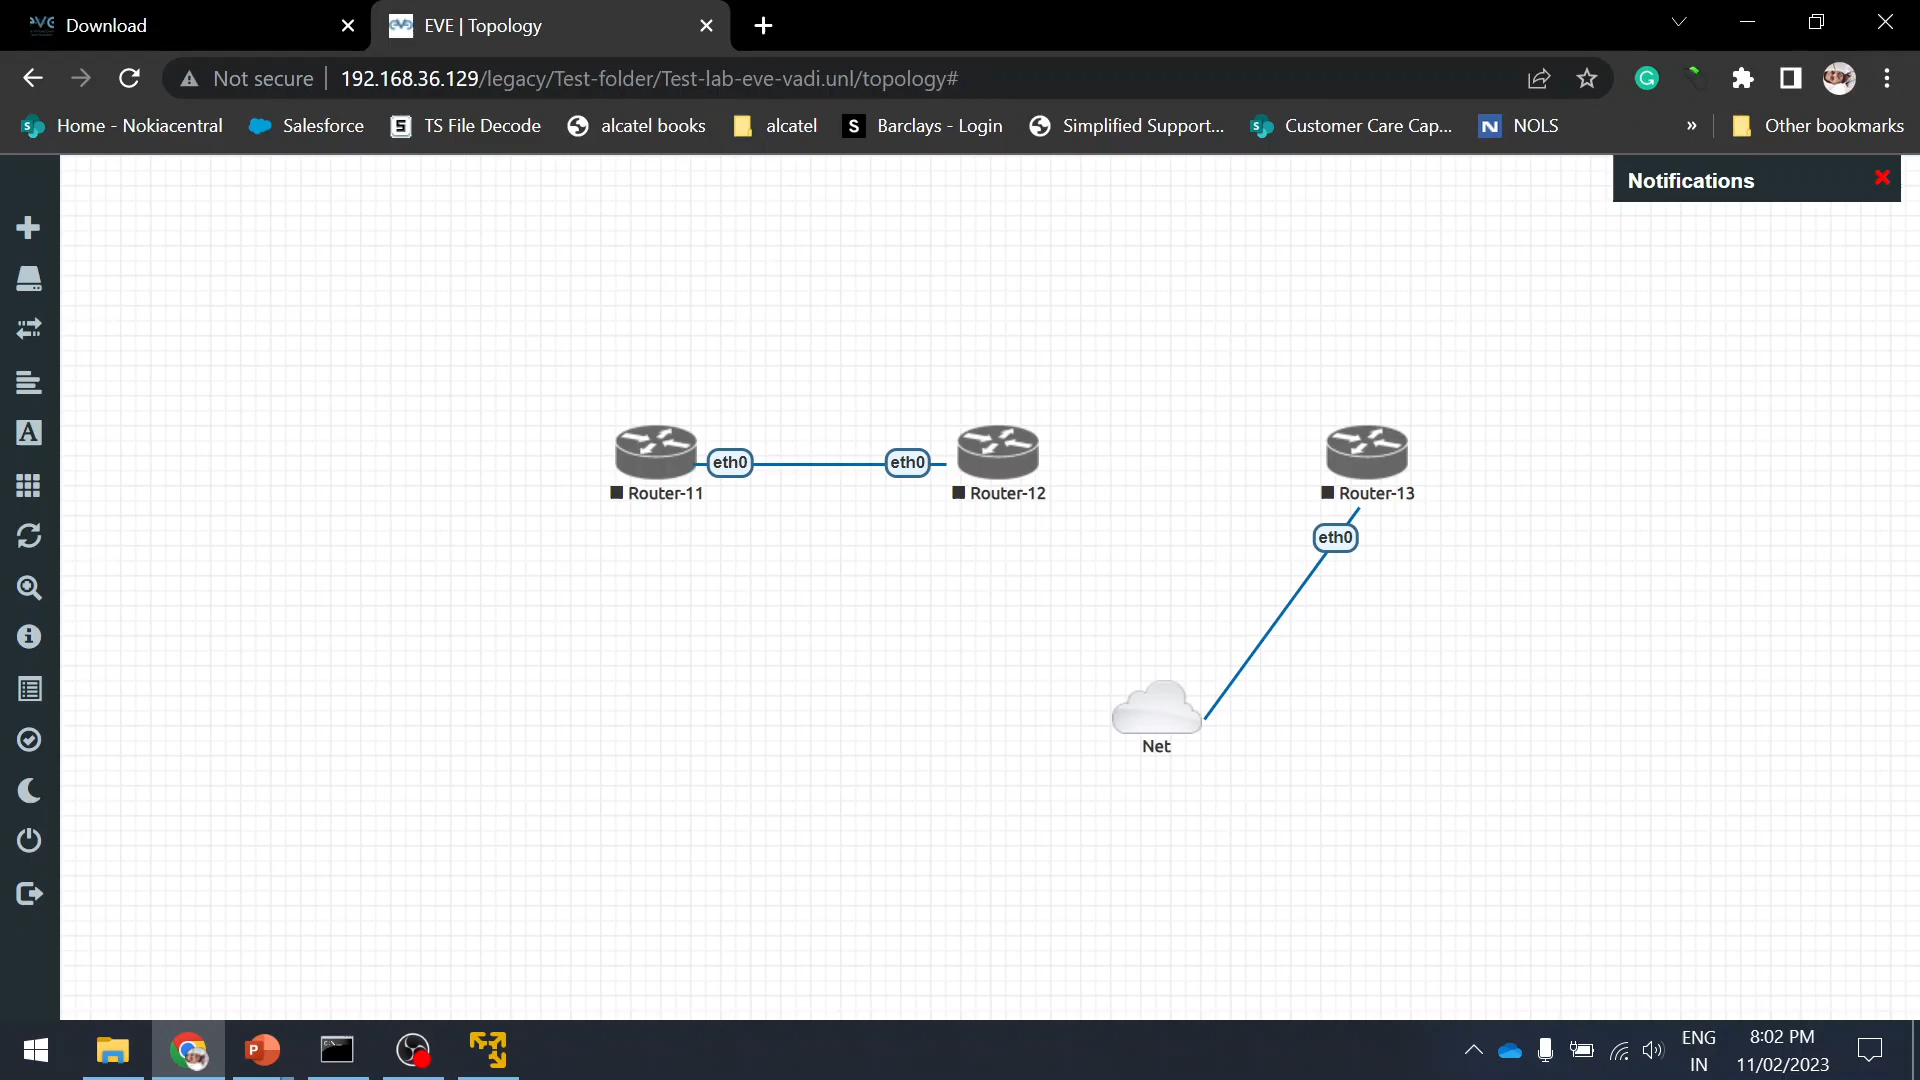 Download
EVE | Topology
Not secure 192.168.36.129/legacy/Test-folder/Test-lab-eve-vadi.unl/topology#
Home - Nokiacentral Salesforce TS File Decode alcatel books alcatel Barclays - Login Simplified Support... Customer Care Cap... NOLS » Other bookmarks
Notifications
eth0 eth0
Router-11 Router-12 Router-13
eth0
Net
ENG 8:02 PM
IN 11/02/2023